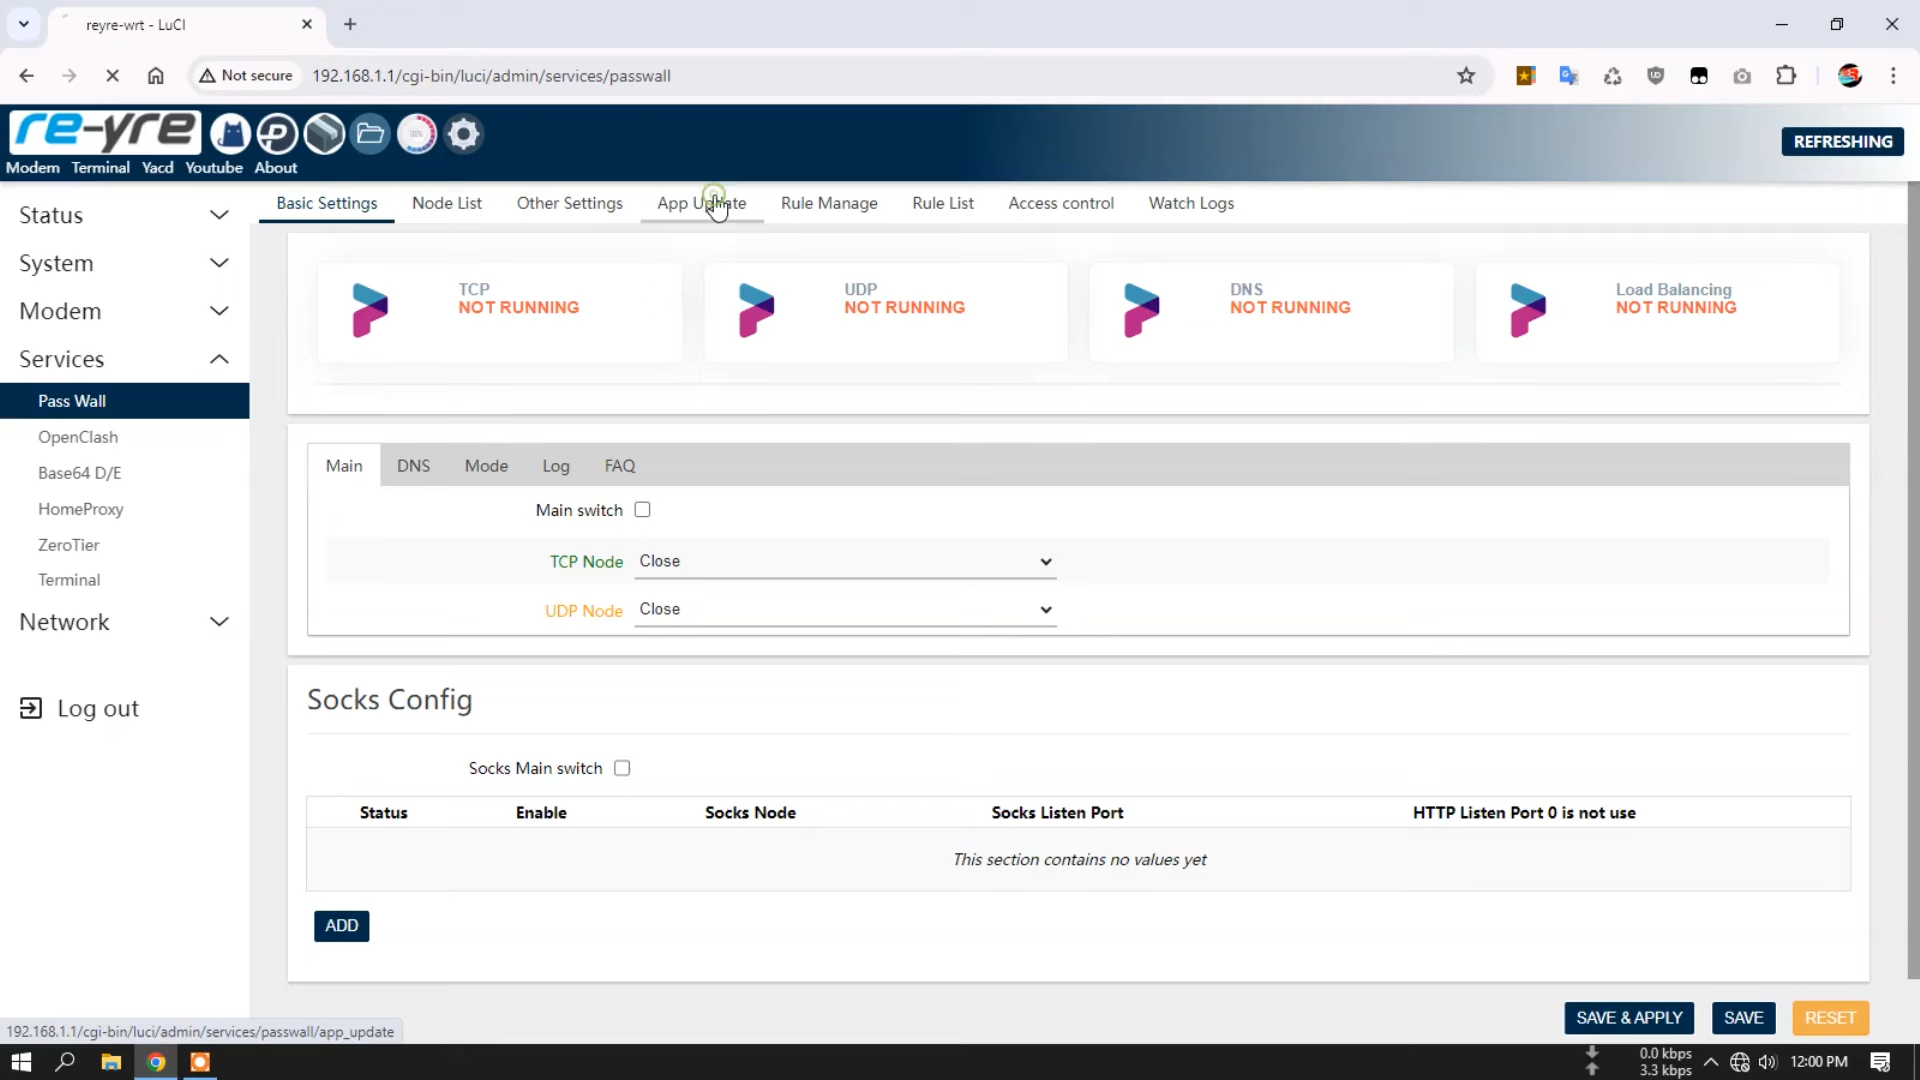 reyre-wrt - LuCI
Not secure
192.168.1.1/cgi-bin/luci/admin/services/passwall
re-yre
Modem Terminal Yacd Youtube About
REFRESHING
Status
System
Modem
Services
Pass Wall
OpenClash
Base64 D/E
HomeProxy
ZeroTier
Terminal
Network
Log out
Basic Settings Node List Other Settings App Update Rule Manage Rule List Access control Watch Logs
TCP
NOT RUNNING
UDP
NOT RUNNING
DNS
NOT RUNNING
Load Balancing
NOT RUNNING
Main DNS Mode Log FAQ
Main switch
TCP Node Close
UDP Node Close
Socks Config
Socks Main switch
Status Enable Socks Node Socks Listen Port HTTP Listen Port 0 is not use
This section contains no values yet
ADD
SAVE & APPLY SAVE RESET
192.168.1.1/cgi-bin/luci/admin/services/passwall/app_update
0.0 kbps
3.3 kbps
12:00 PM